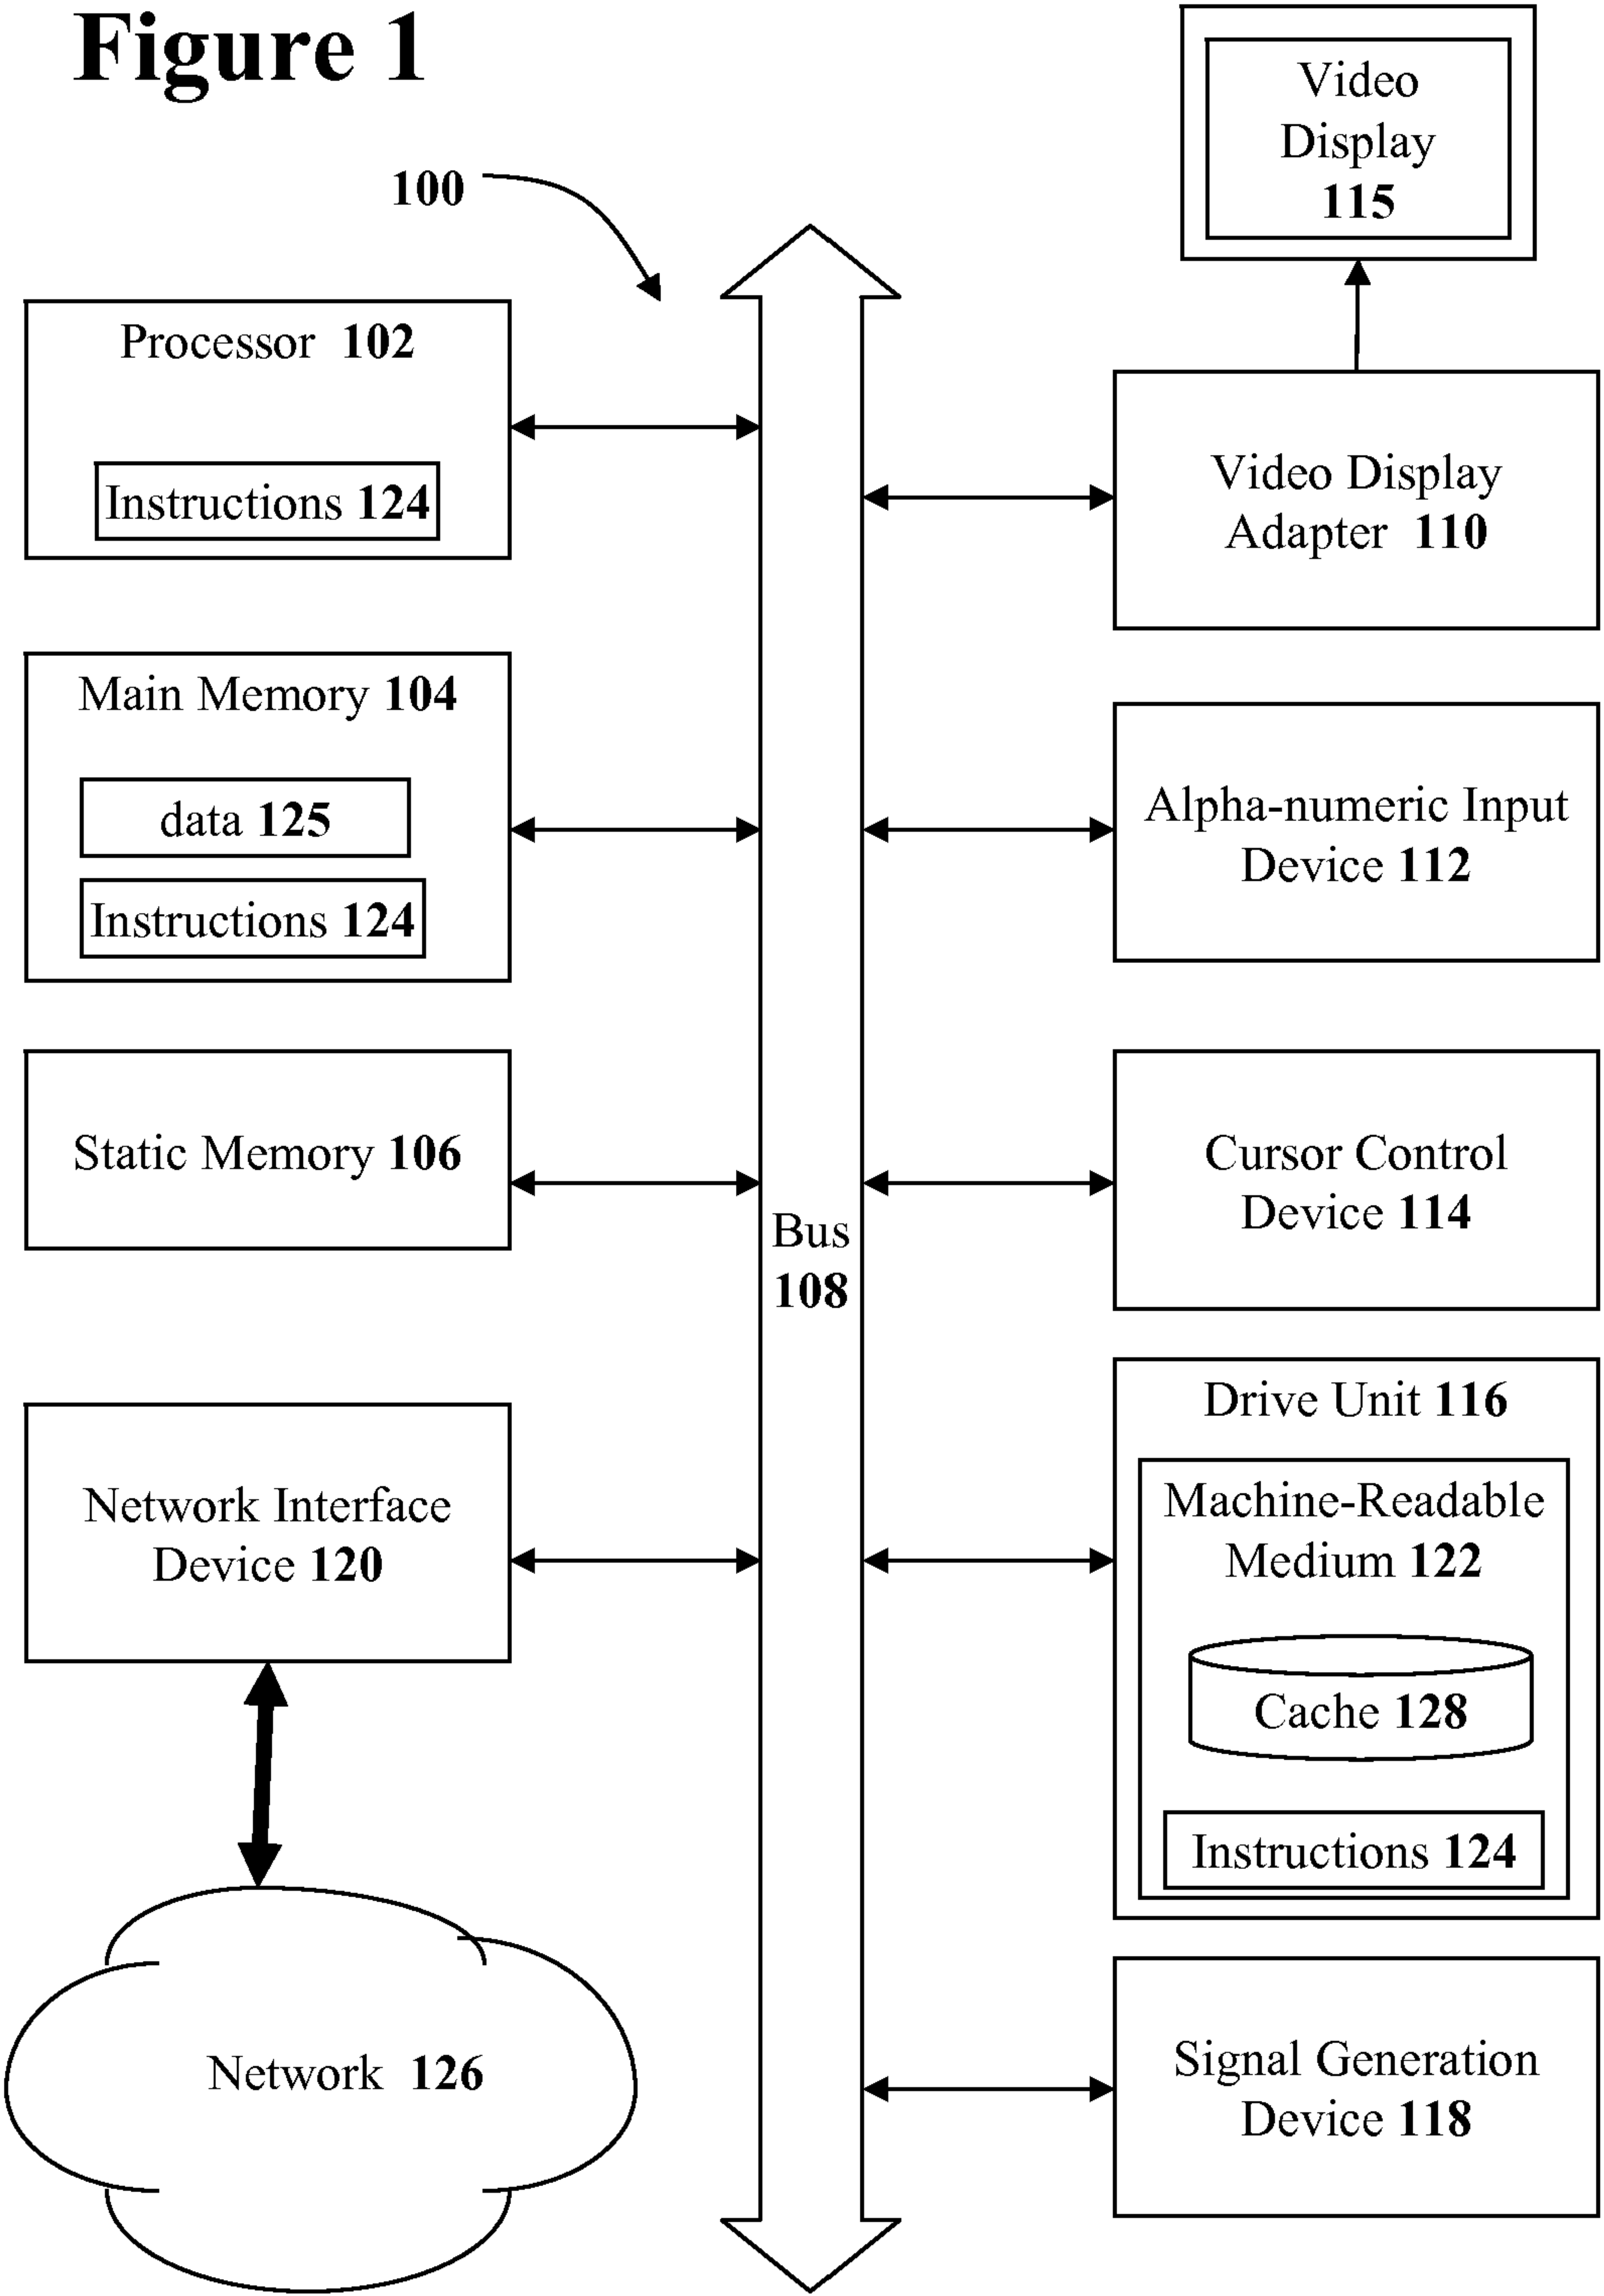 Figure 1
100
Video
Display
115
Processor 102
Instructions 124
Video Display
Adapter 110
Main Memory 104
data 125
Instructions 124
Alpha-numeric Input
Device 112
Static Memory 106
Cursor Control
Device 114
Bus
108
Network Interface
Device 120
Drive Unit 116
Machine-Readable
Medium 122
Cache 128
Instructions 124
Network 126
Signal Generation
Device 118